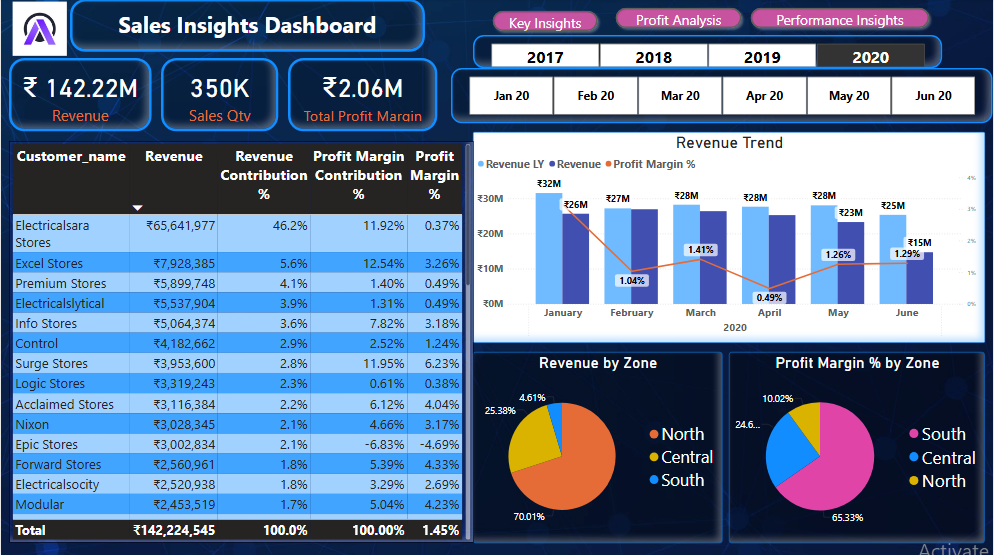 Sales Insights Dashboard
Key Insights
Profit Analysis
Performance Insights
2017 2018 2019 2020
₹ 142.22M
Revenue
350K
Sales Qty
₹2.06M
Total Profit Margin
Jan 20 Feb 20 Mar 20 Apr 20 May 20 Jun 20
Customer_name Revenue Revenue Contribution % Profit Margin Contribution % Profit Margin %
Electricalsara Stores ₹65,641,977 46.2% 11.92% 0.37%
Excel Stores ₹7,928,385 5.6% 12.54% 3.26%
Premium Stores ₹5,899,748 4.1% 1.40% 0.49%
Electricalslytical ₹5,537,904 3.9% 1.31% 0.49%
Info Stores ₹5,064,374 3.6% 7.82% 3.18%
Control ₹4,182,662 2.9% 2.52% 1.24%
Surge Stores ₹3,953,600 2.8% 11.95% 6.23%
Logic Stores ₹3,319,243 2.3% 0.61% 0.38%
Acclaimed Stores ₹3,116,384 2.2% 6.12% 4.04%
Nixon ₹3,028,345 2.1% 4.66% 3.17%
Epic Stores ₹3,002,834 2.1% -6.83% -4.69%
Forward Stores ₹2,560,961 1.8% 5.39% 4.33%
Electricalsocity ₹2,520,938 1.8% 3.29% 2.69%
Modular ₹2,453,519 1.7% 5.04% 4.23%
Total ₹142,224,545 100.0% 100.00% 1.45%
Revenue Trend
Revenue LY Revenue Profit Margin %
₹30M
₹20M
₹10M
₹0M
4%
3%
2%
1%
0%
₹32M ₹26M ₹27M ₹28M ₹28M ₹28M ₹23M ₹25M ₹15M
1.04% 1.41% 0.49% 1.26% 1.29%
January February March April May June
2020
Revenue by Zone
4.61%
25.38%
70.01%
North
Central
South
Profit Margin % by Zone
10.02%
24.6...
65.33%
South
Central
North
Activate